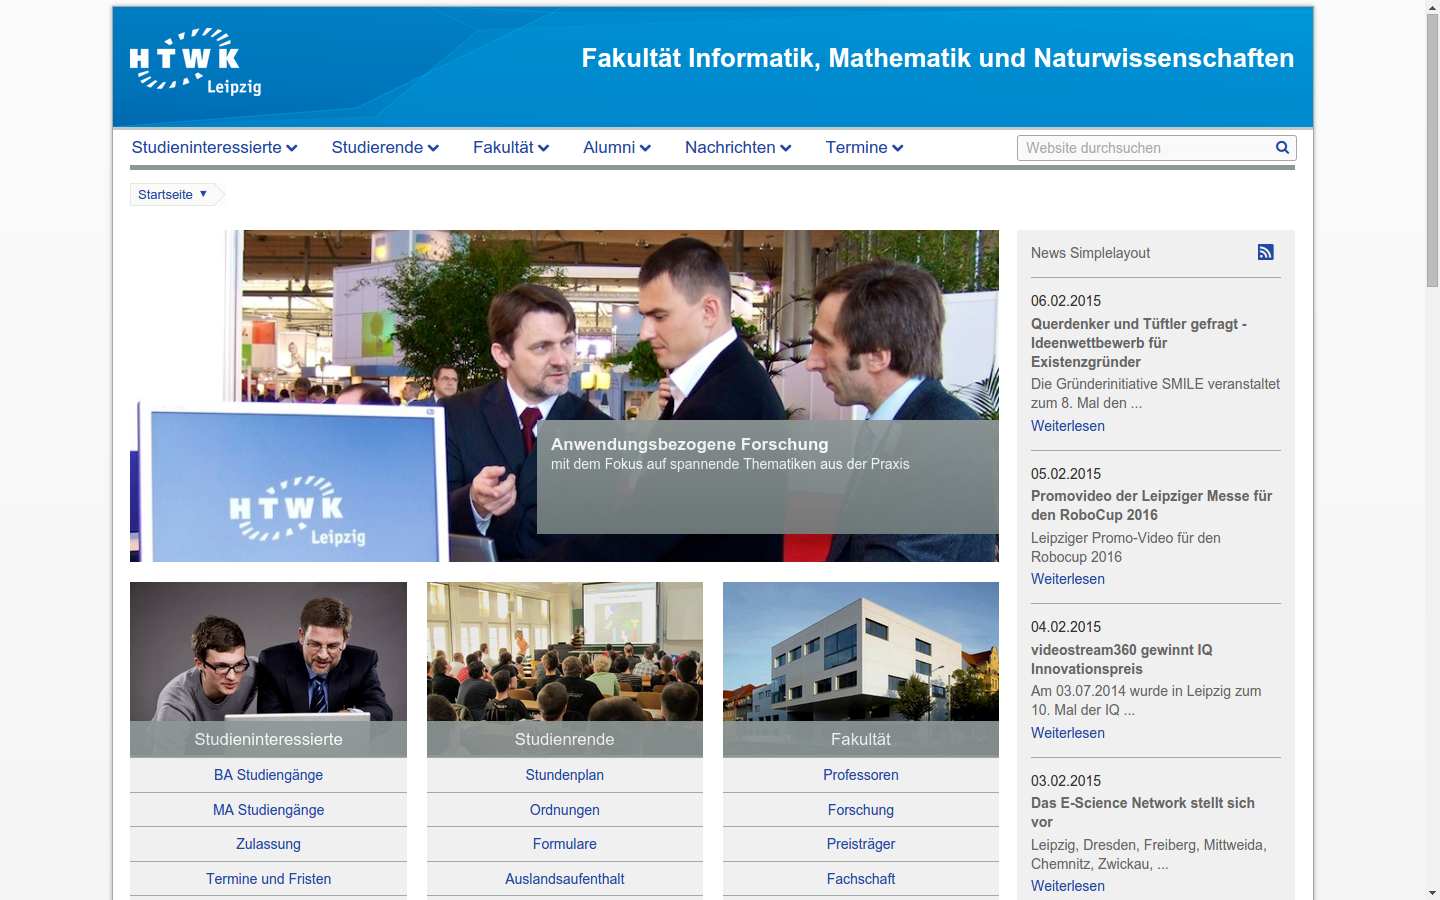 HTWK
Leipzig
Fakultät Informatik, Mathematik und Naturwissenschaften
Studieninteressierte
Studierende
Fakultät
Alumni
Nachrichten
Termine
Website durchsuchen
Startseite
HTWK
Leipzig
Anwendungsbezogene Forschung
mit dem Fokus auf spannende Thematiken aus der Praxis
Studieninteressierte
BA Studiengänge
MA Studiengänge
Zulassung
Termine und Fristen
Studienrende
Stundenplan
Ordnungen
Formulare
Auslandsaufenthalt
Fakultät
Professoren
Forschung
Preisträger
Fachschaft
News Simplelayout
06.02.2015
Querdenker und Tüftler gefragt -
Ideenwettbewerb für
Existenzgründer
Die Gründerinitiative SMILE veranstaltet
zum 8. Mal den ...
Weiterlesen
05.02.2015
Promovideo der Leipziger Messe für
den RoboCup 2016
Leipziger Promo-Video für den
Robocup 2016
Weiterlesen
04.02.2015
videostream360 gewinnt IQ
Innovationspreis
Am 03.07.2014 wurde in Leipzig zum
10. Mal der IQ ...
Weiterlesen
03.02.2015
Das E-Science Network stellt sich
vor
Leipzig, Dresden, Freiberg, Mittweida,
Chemnitz, Zwickau, ...
Weiterlesen